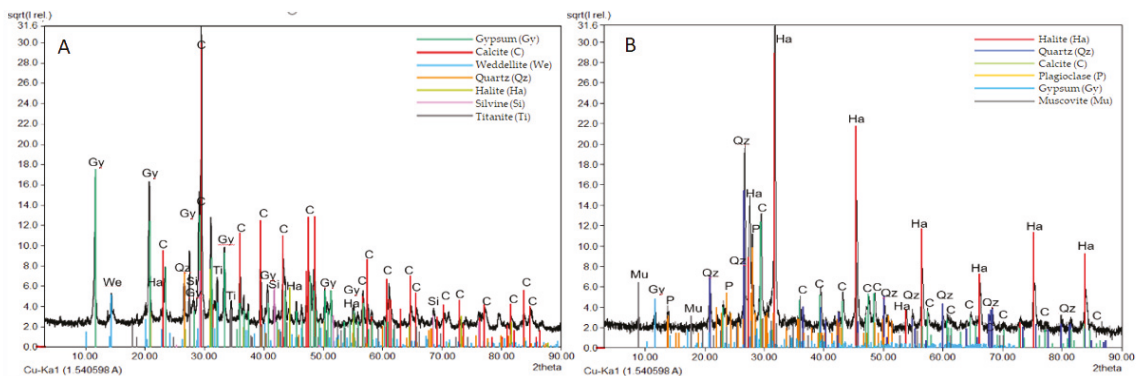 sqrt(I rel.)
31.6
30.0
28.0
26.0
24.0
22.0
20.0
18.0
16.0
14.0
12.0
10.0
8.0
6.0
4.0
2.0
0.0
A
Gypsum (Gy)
Calcite (C)
Weddellite (We)
Quartz (Qz)
Halite (Ha)
Silvine (Si)
Titanite (Ti)
C
Gy
Gy
Gy
C
We
C
Ha
Qz
Si
Gy
Ti
Ti
Gy
C
C
Gy
Si
C
Ha
C
Gy
Gy
Ha
C
C
C
C
Si
C
C
C
C
C
10.00 20.00 30.00 40.00 50.00 60.00 70.00 80.00 90.00
Cu-Ka1 (1.540598 A)
2theta
sqrt(I rel.)
31.6
30.0
28.0
26.0
24.0
22.0
20.0
18.0
16.0
14.0
12.0
10.0
8.0
6.0
4.0
2.0
0.0
B
Halite (Ha)
Quartz (Qz)
Calcite (C)
Plagioclase (P)
Gypsum (Gy)
Muscovite (Mu)
Ha
Ha
Qz
Ha
P
C
Qz
Qz
Mu
Gy
P
Mu
P
C
C
C
C
C
Qz
C
Ha
Qz
Ha
C
Qz
C
C
Ha
Qz
C
Ha
C
Qz
Qz
C
Ha
C
10.00 20.00 30.00 40.00 50.00 60.00 70.00 80.00 90.00
Cu-Ka1 (1.540598 A)
2theta